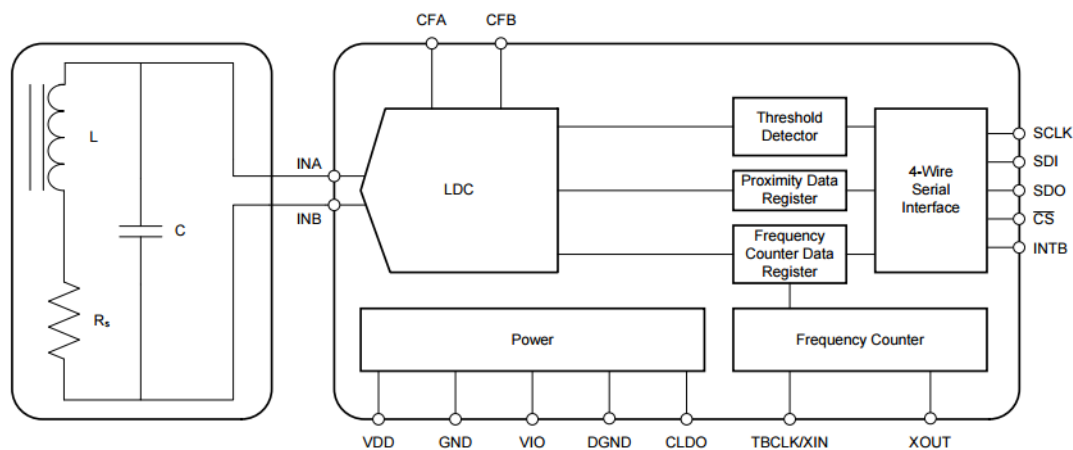 CFA
CFB
L
C
Rs
INA
INB
LDC
Threshold
Detector
Proximity Data
Register
Frequency
Counter Data
Register
4-Wire
Serial
Interface
SCLK
SDI
SDO
C̅S̅
INTB
Power
Frequency Counter
VDD
GND
VIO
DGND
CLDO
TBCLK/XIN
XOUT